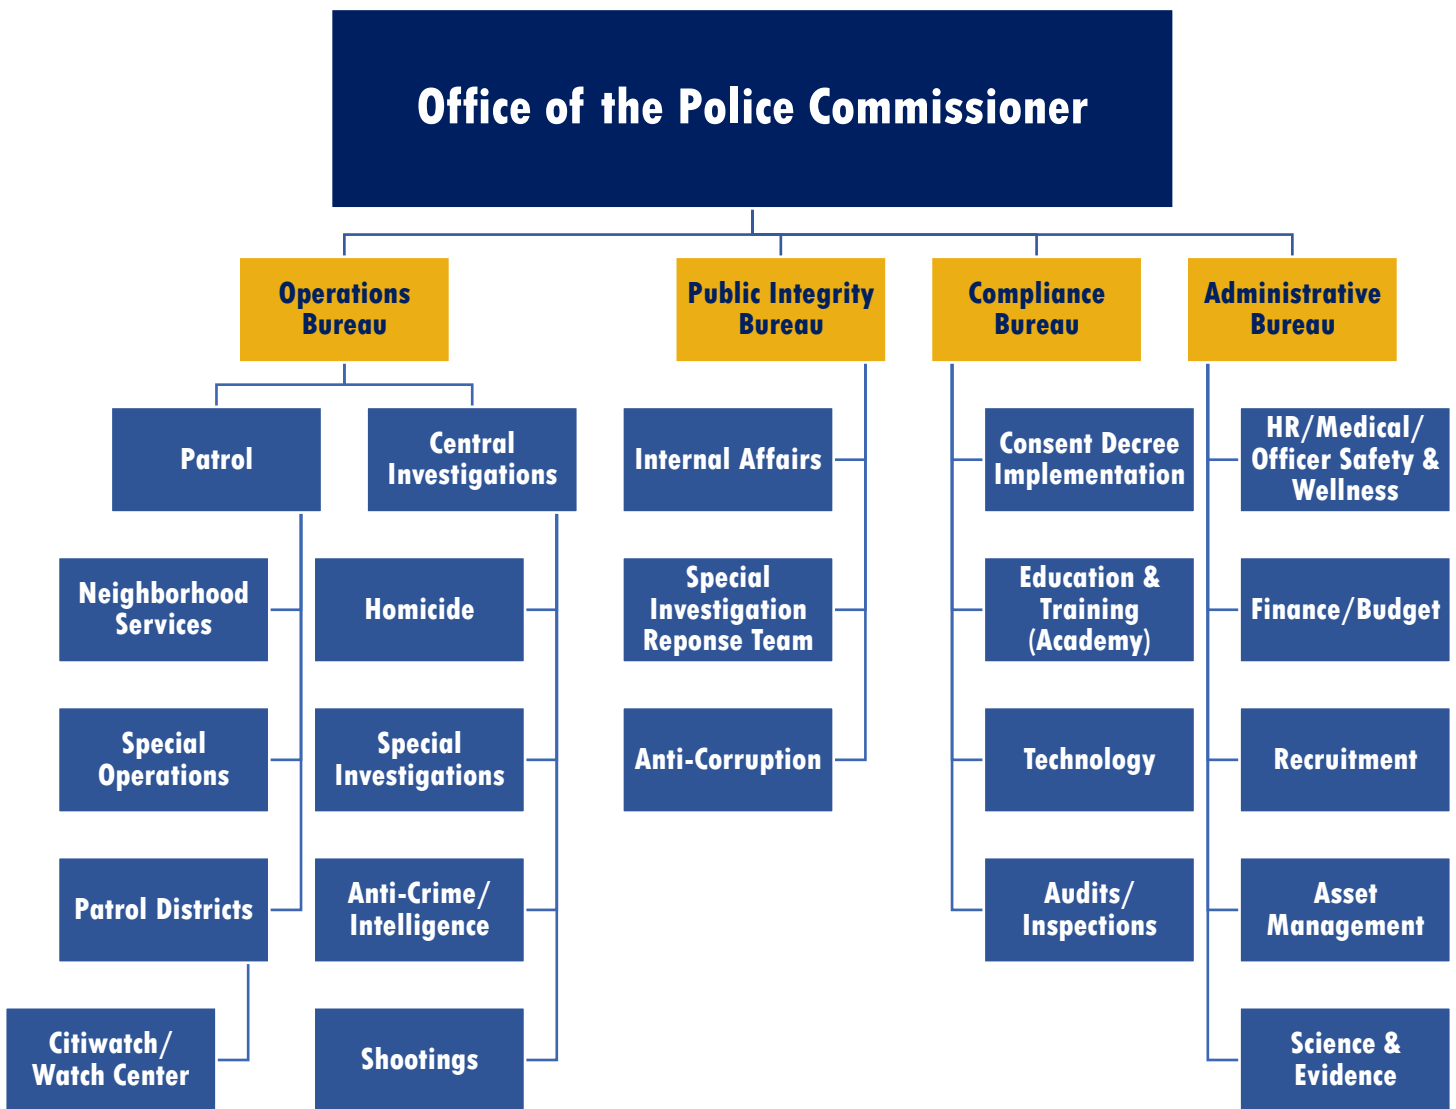 Office of the Police Commissioner
Operations
Bureau
Public Integrity
Bureau
Compliance
Bureau
Administrative
Bureau
Patrol
Central
Investigations
Internal Affairs
Consent Decree
Implementation
HR/Medical/
Officer Safety &
Wellness
Neighborhood
Services
Homicide
Special
Investigation
Reponse Team
Education &
Training
(Academy)
Finance/Budget
Special
Operations
Special
Investigations
Anti-Corruption
Technology
Recruitment
Patrol Districts
Anti-Crime/
Intelligence
Audits/
Inspections
Asset
Management
Citiwatch/
Watch Center
Shootings
Science &
Evidence